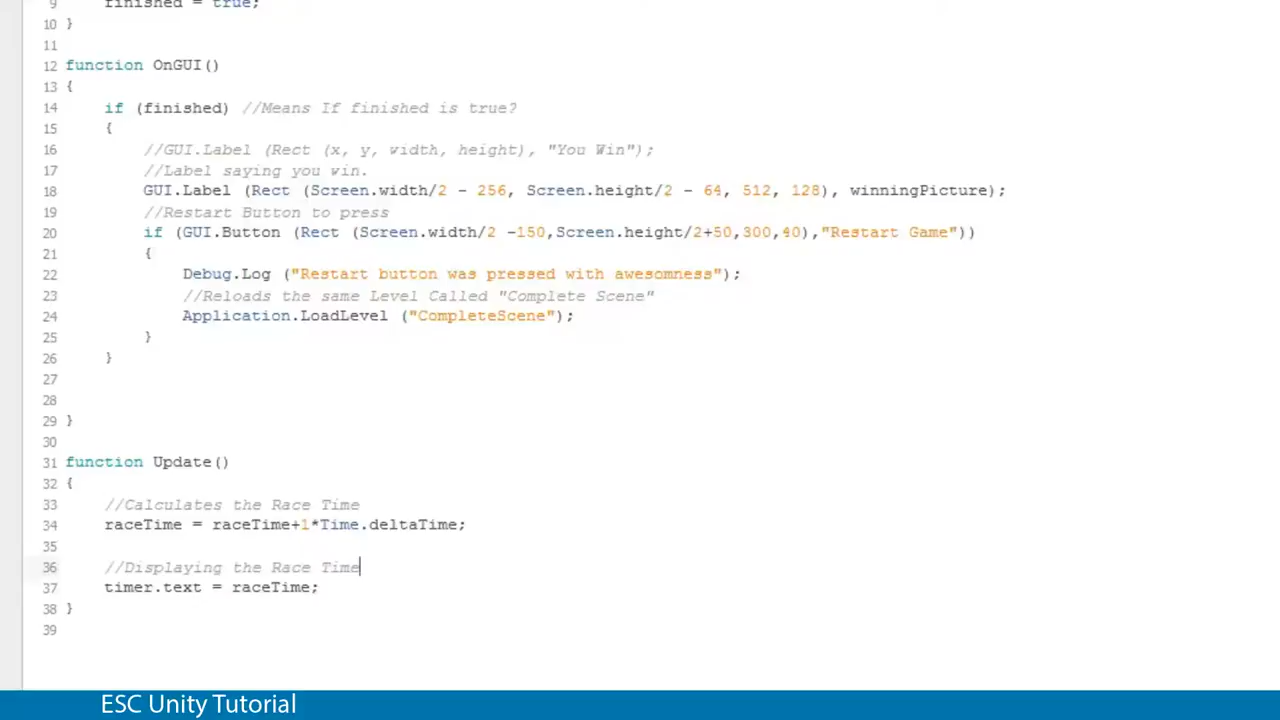 9 finished = true;
10 }
11
12 function OnGUI()
13 {
14 if (finished) //Means If finished is true?
15 {
16 //GUI.Label (Rect (x, y, width, height), "You Win");
17 //Label saying you win.
18 GUI.Label (Rect (Screen.width/2 - 256, Screen.height/2 - 64, 512, 128), winningPicture);
19 //Restart Button to press
20 if (GUI.Button (Rect (Screen.width/2 -150,Screen.height/2+50,300,40),"Restart Game"))
21 {
22 Debug.Log ("Restart button was pressed with awesomness");
23 //Reloads the same Level Called "Complete Scene"
24 Application.LoadLevel ("CompleteScene");
25 }
26 }
27
28
29 }
30
31 function Update()
32 {
33 //Calculates the Race Time
34 raceTime = raceTime+1*Time.deltaTime;
35
36 //Displaying the Race Time
37 timer.text = raceTime;
38 }
39
ESC Unity Tutorial